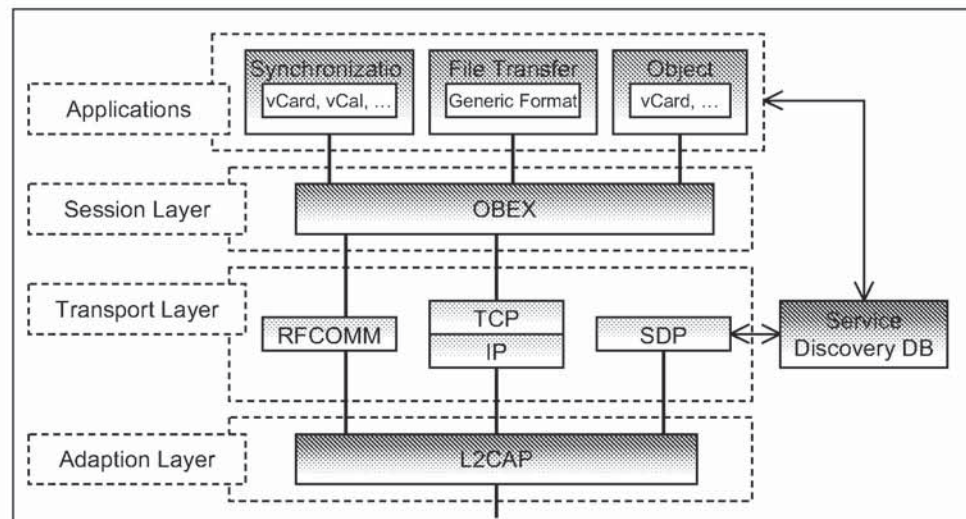 Synchronizatio
File Transfer
Object
Applications
vCard, vCal, ...
Generic Format
vCard, ...
Session Layer
OBEX
Transport Layer
RFCOMM
TCP
IP
SDP
Service
Discovery DB
Adaption Layer
L2CAP